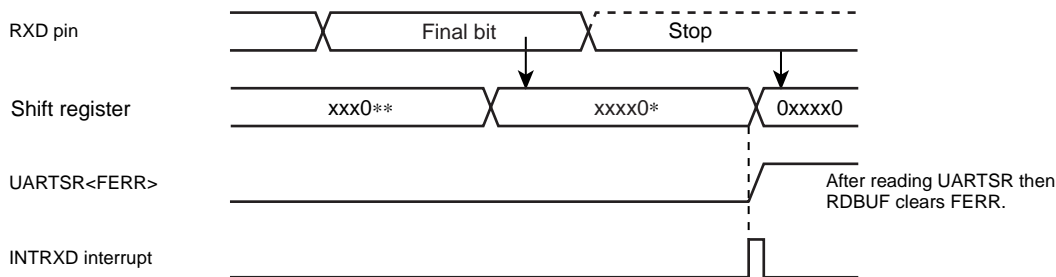 RXD pin
Final bit
Stop
Shift register
xxx0**
xxxx0*
0xxxx0
UARTSR<FERR>
After reading UARTSR then
RDBUF clears FERR.
INTRXD interrupt